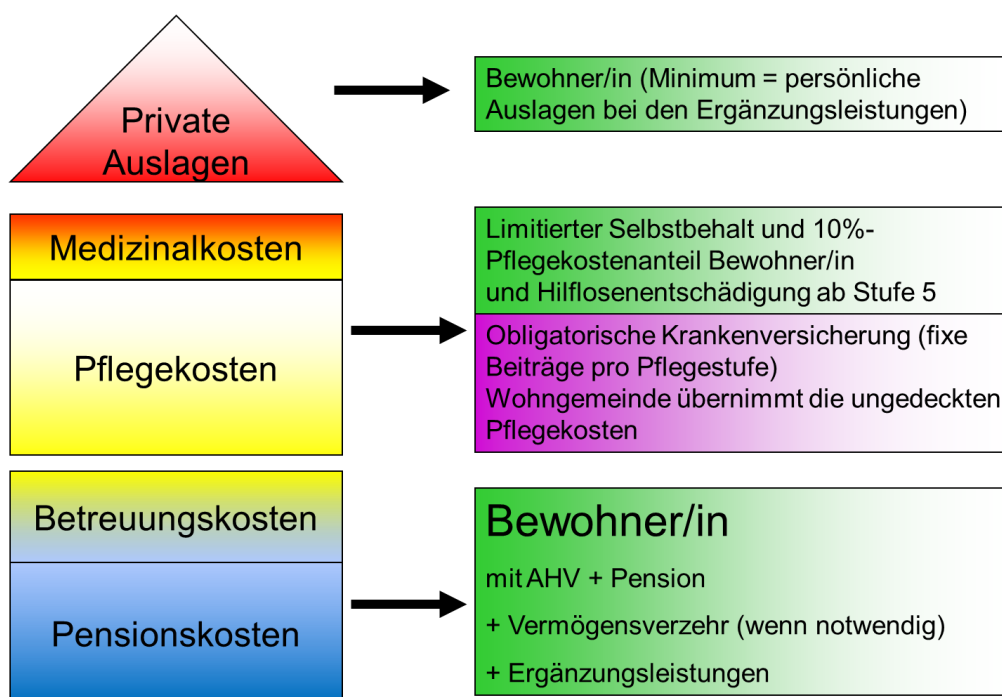 Private
Auslagen
Bewohner/in (Minimum = persönliche
Auslagen bei den Ergänzungsleistungen)
Medizinalkosten
Pflegekosten
Limitierter Selbstbehalt und 10%-
Pflegekostenanteil Bewohner/in
und Hilflosenentschädigung ab Stufe 5
Obligatorische Krankenversicherung (fixe
Beiträge pro Pflegestufe)
Wohngemeinde übernimmt die ungedeckten
Pflegekosten
Betreuungskosten
Pensionskosten
Bewohner/in
mit AHV + Pension
+ Vermögensverzehr (wenn notwendig)
+ Ergänzungsleistungen